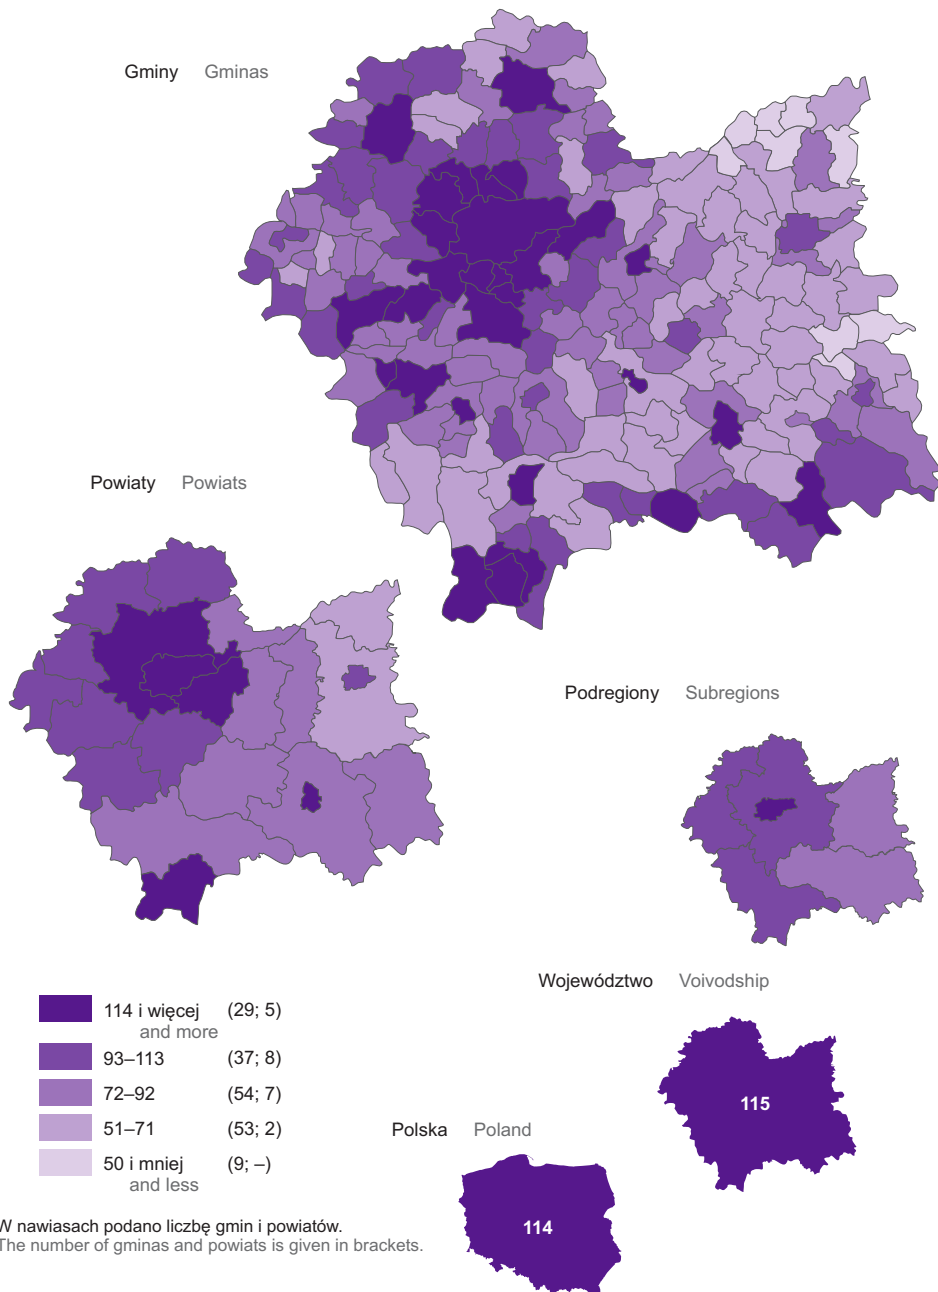 Gminy Gminas
Powiaty Powiats
Podregiony Subregions
Województwo Voivodship
115
Polska Poland
114
114 i więcej (29; 5)
and more
93–113 (37; 8)
72–92 (54; 7)
51–71 (53; 2)
50 i mniej (9; –)
and less
W nawiasach podano liczbę gmin i powiatów.
The number of gminas and powiats is given in brackets.